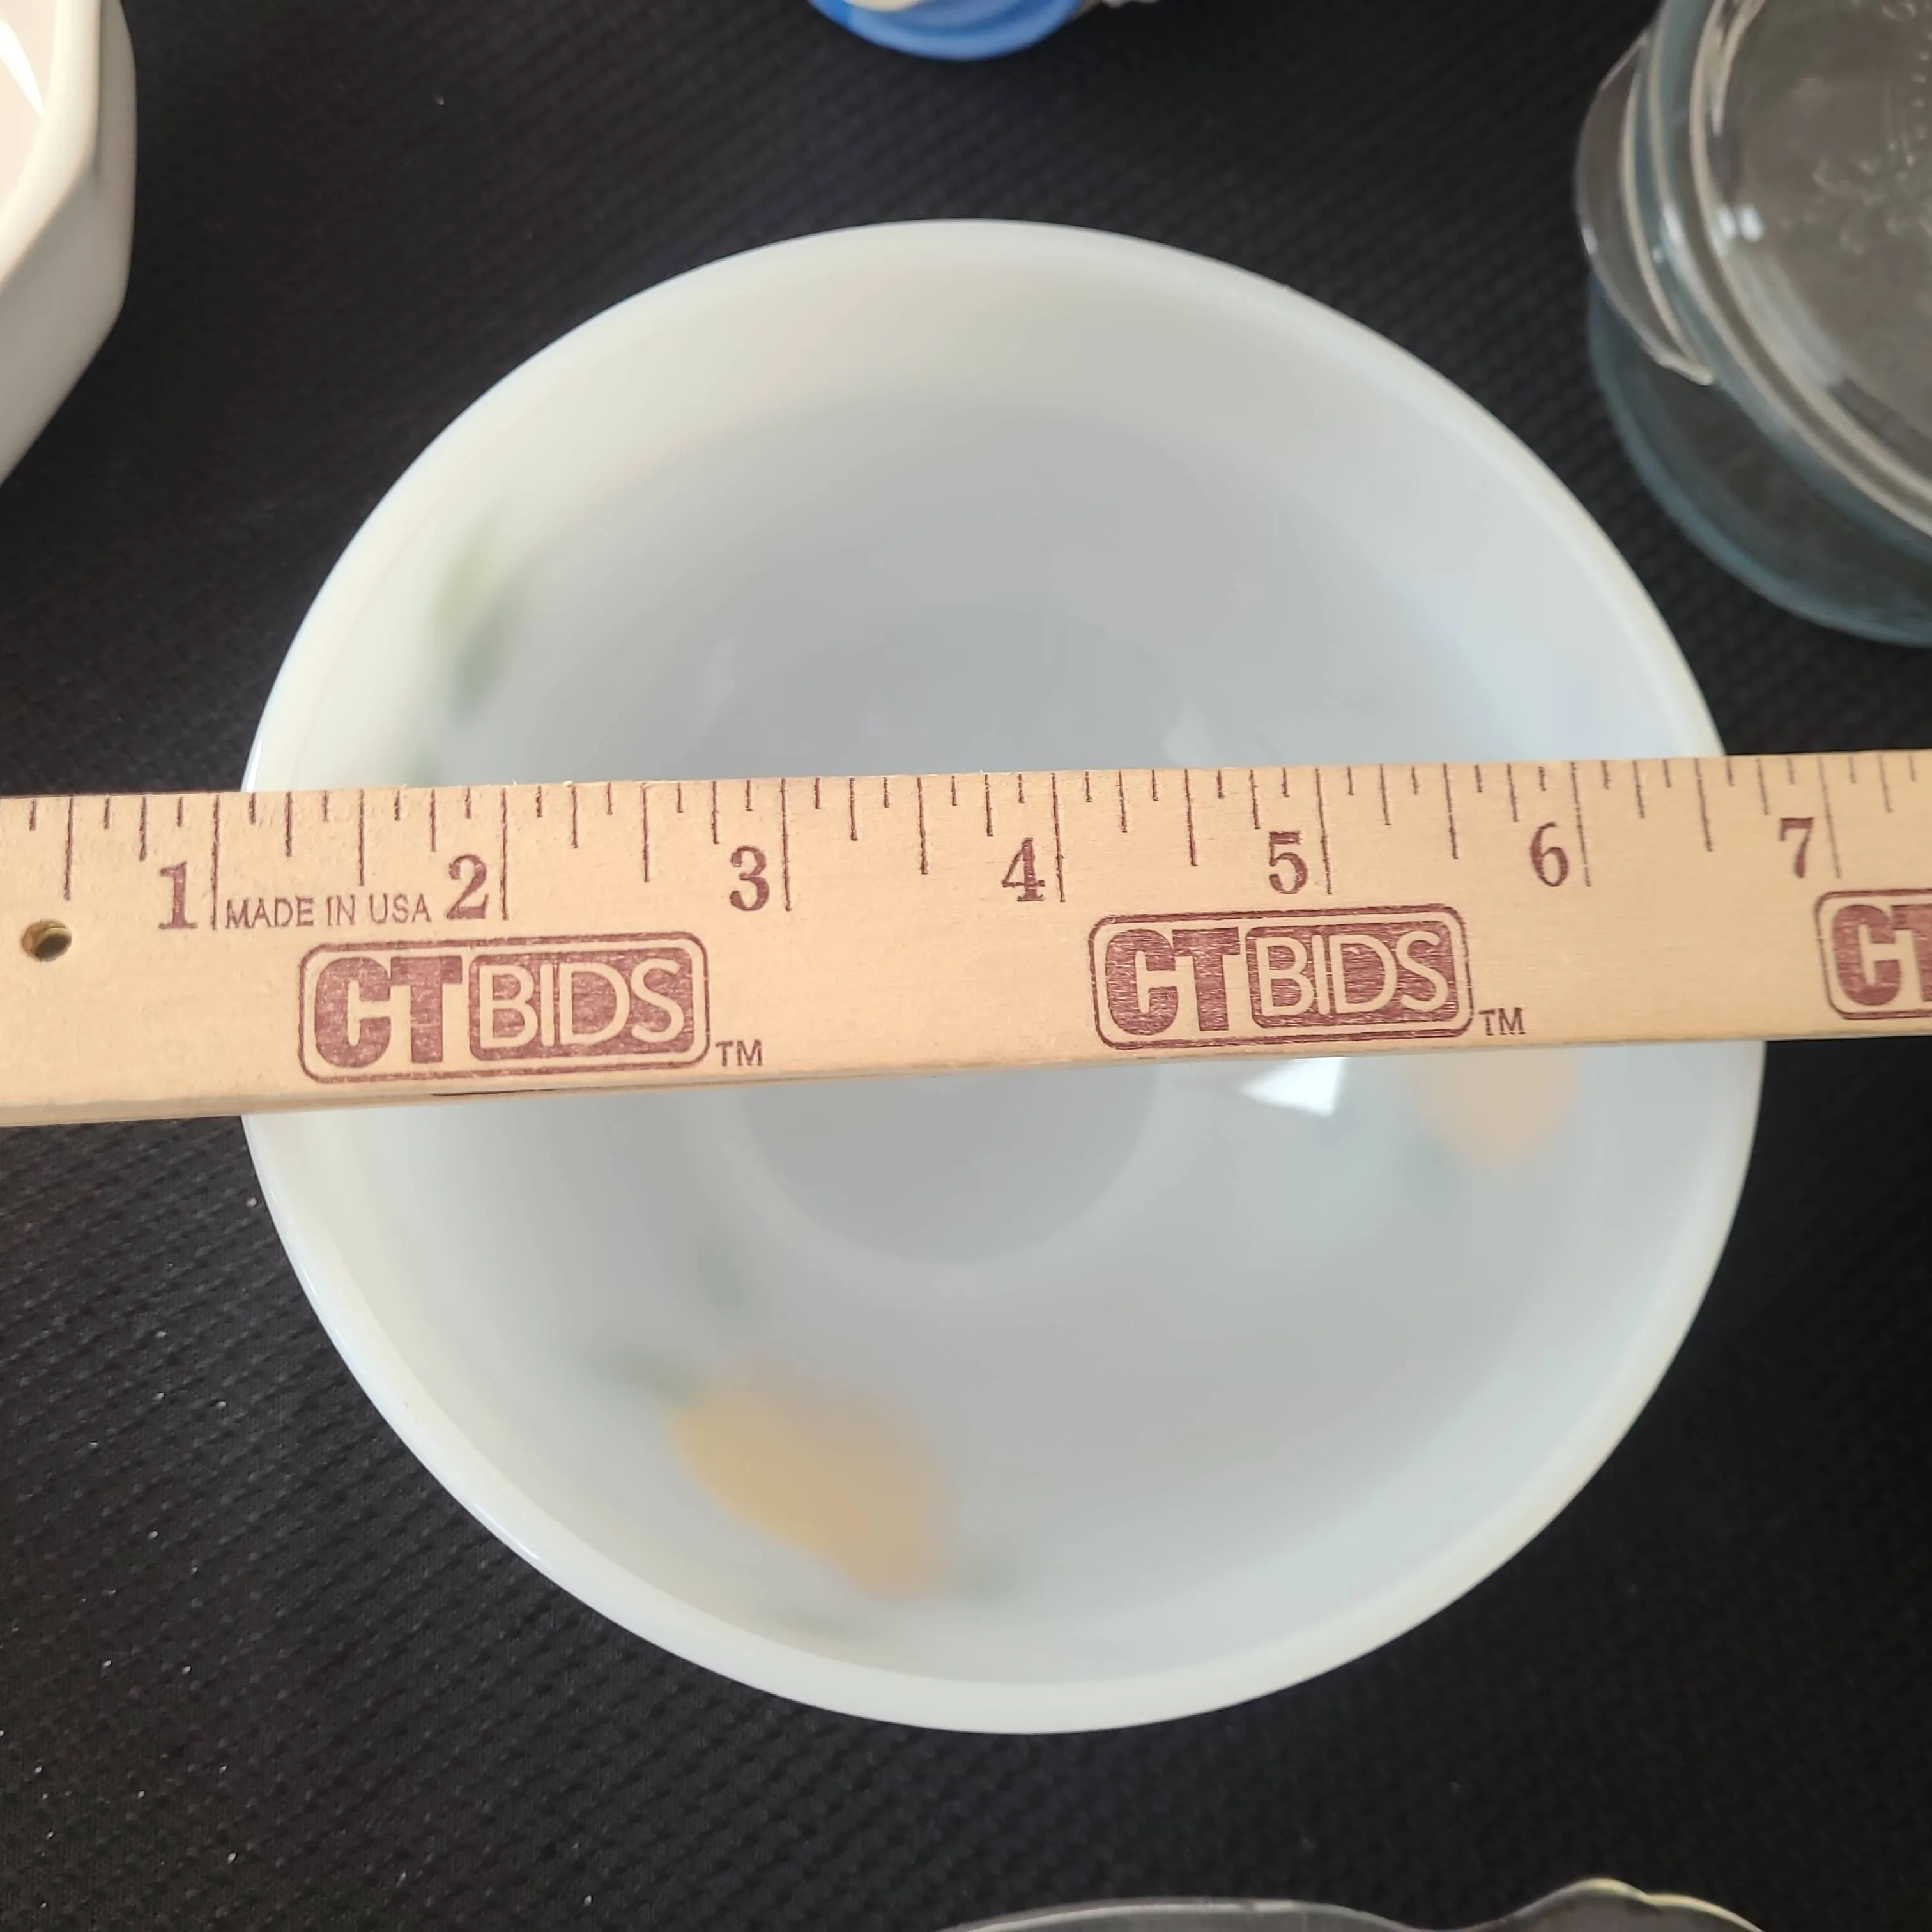 1 2 3 4 5 6 7
MADE IN USA
CTBIDS™ CTBIDS™ CT